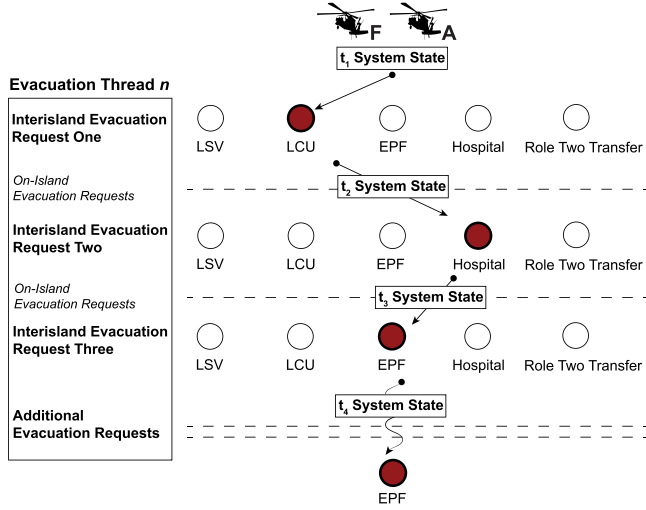 F A
t₁ System State
Evacuation Thread n
Interisland Evacuation
Request One
LSV LCU EPF Hospital Role Two Transfer
On-Island
Evacuation Requests
t₂ System State
Interisland Evacuation
Request Two
LSV LCU EPF Hospital Role Two Transfer
On-Island
Evacuation Requests
t₃ System State
Interisland Evacuation
Request Three
LSV LCU EPF Hospital Role Two Transfer
t₄ System State
Additional
Evacuation Requests
EPF